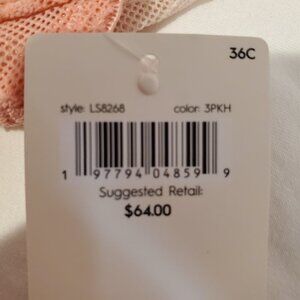 36C
style: LS8268 color: 3PKH
1 97794 04859 9
Suggested Retail:
$64.00